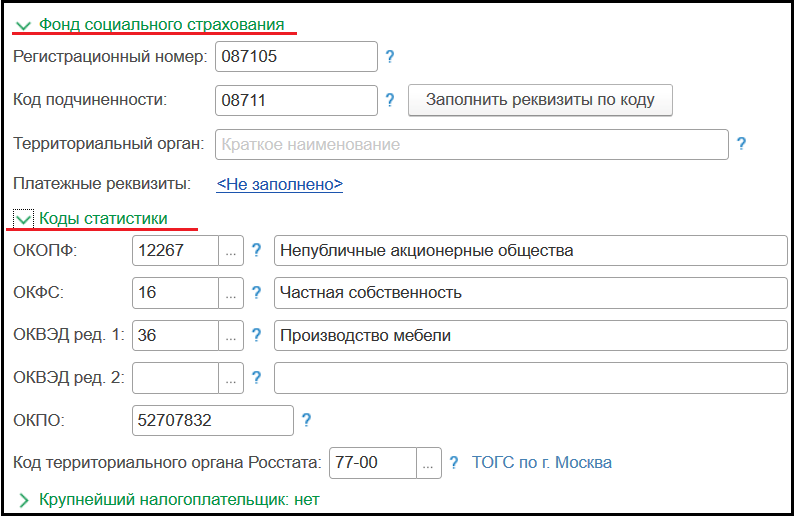 Фонд социального страхования
Регистрационный номер: 087105 ?
Код подчиненности: 08711 ? Заполнить реквизиты по коду
Территориальный орган: Краткое наименование ?
Платежные реквизиты: <Не заполнено>
Коды статистики
ОКОПФ: 12267 ... ? Непубличные акционерные общества
ОКФС: 16 ... ? Частная собственность
ОКВЭД ред. 1: 36 ... ? Производство мебели
ОКВЭД ред. 2: ... ?
ОКПО: 52707832 ?
Код территориального органа Росстата: 77-00 ... ? ТОГС по г. Москва
Крупнейший налогоплательщик: нет